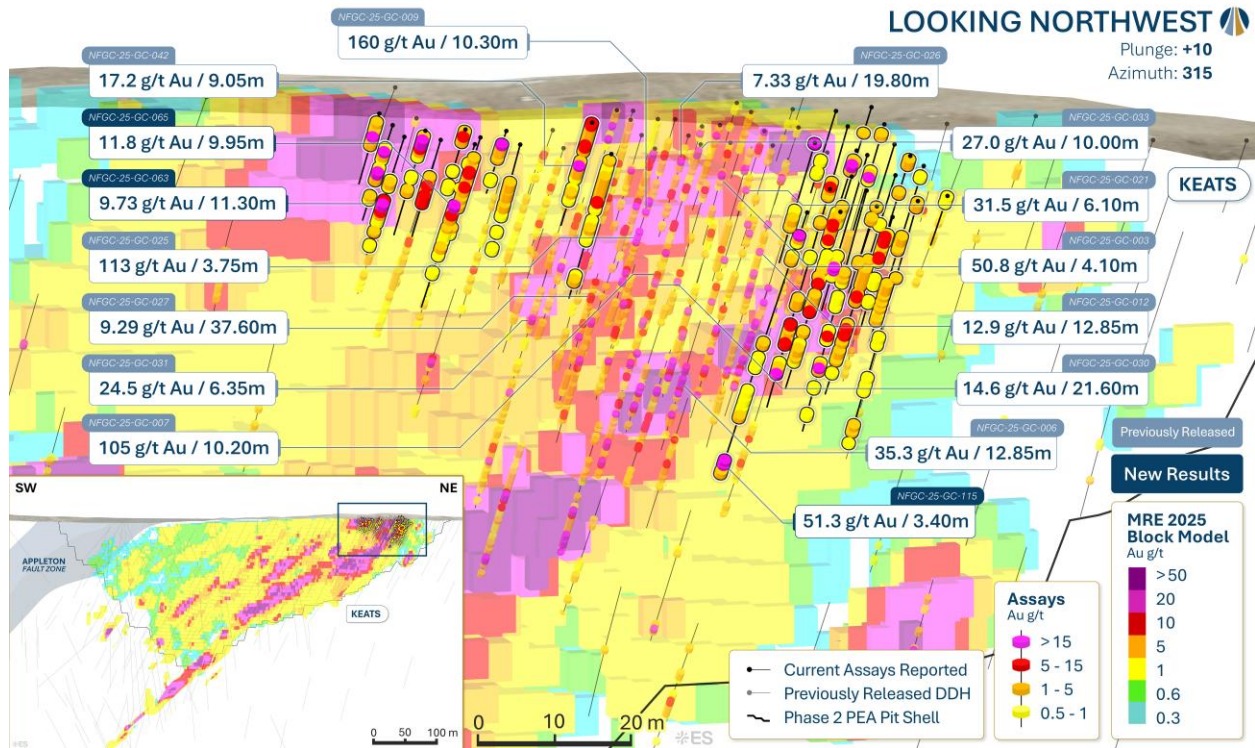 LOOKING NORTHWEST
Plunge: +10
Azimuth: 315
NFGC-25-GC-009
160 g/t Au / 10.30m
NFGC-25-GC-042
17.2 g/t Au / 9.05m
NFGC-25-GC-065
11.8 g/t Au / 9.95m
NFGC-25-GC-063
9.73 g/t Au / 11.30m
NFGC-25-GC-025
113 g/t Au / 3.75m
NFGC-25-GC-027
9.29 g/t Au / 37.60m
NFGC-25-GC-031
24.5 g/t Au / 6.35m
NFGC-25-GC-007
105 g/t Au / 10.20m
NFGC-25-GC-026
7.33 g/t Au / 19.80m
NFGC-25-GC-033
27.0 g/t Au / 10.00m
KEATS
NFGC-25-GC-021
31.5 g/t Au / 6.10m
NFGC-25-GC-003
50.8 g/t Au / 4.10m
NFGC-25-GC-012
12.9 g/t Au / 12.85m
NFGC-25-GC-030
14.6 g/t Au / 21.60m
NFGC-25-GC-006
35.3 g/t Au / 12.85m
NFGC-25-GC-115
51.3 g/t Au / 3.40m
Previously Released
New Results
MRE 2025
Block Model
Au g/t
>50
20
10
5
1
0.6
0.3
Assays
Au g/t
>15
5 - 15
1 - 5
0.5 - 1
Current Assays Reported
Previously Released DDH
Phase 2 PEA Pit Shell
0 10 20 m
ES
SW
NE
APPLETON
FAULT ZONE
KEATS
0 50 100 m
ES